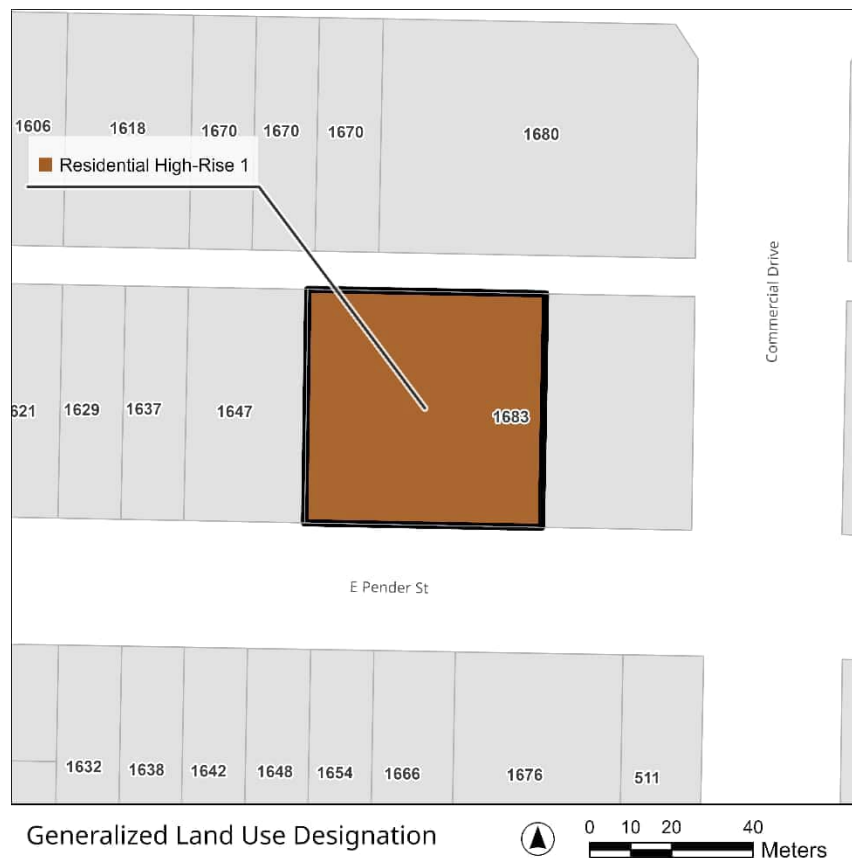 1606 1618 1670 1670 1670 1680
Residential High-Rise 1
Commercial Drive
621 1629 1637 1647 1683
E Pender St
1632 1638 1642 1648 1654 1666 1676 511
Generalized Land Use Designation
0 10 20 40
Meters